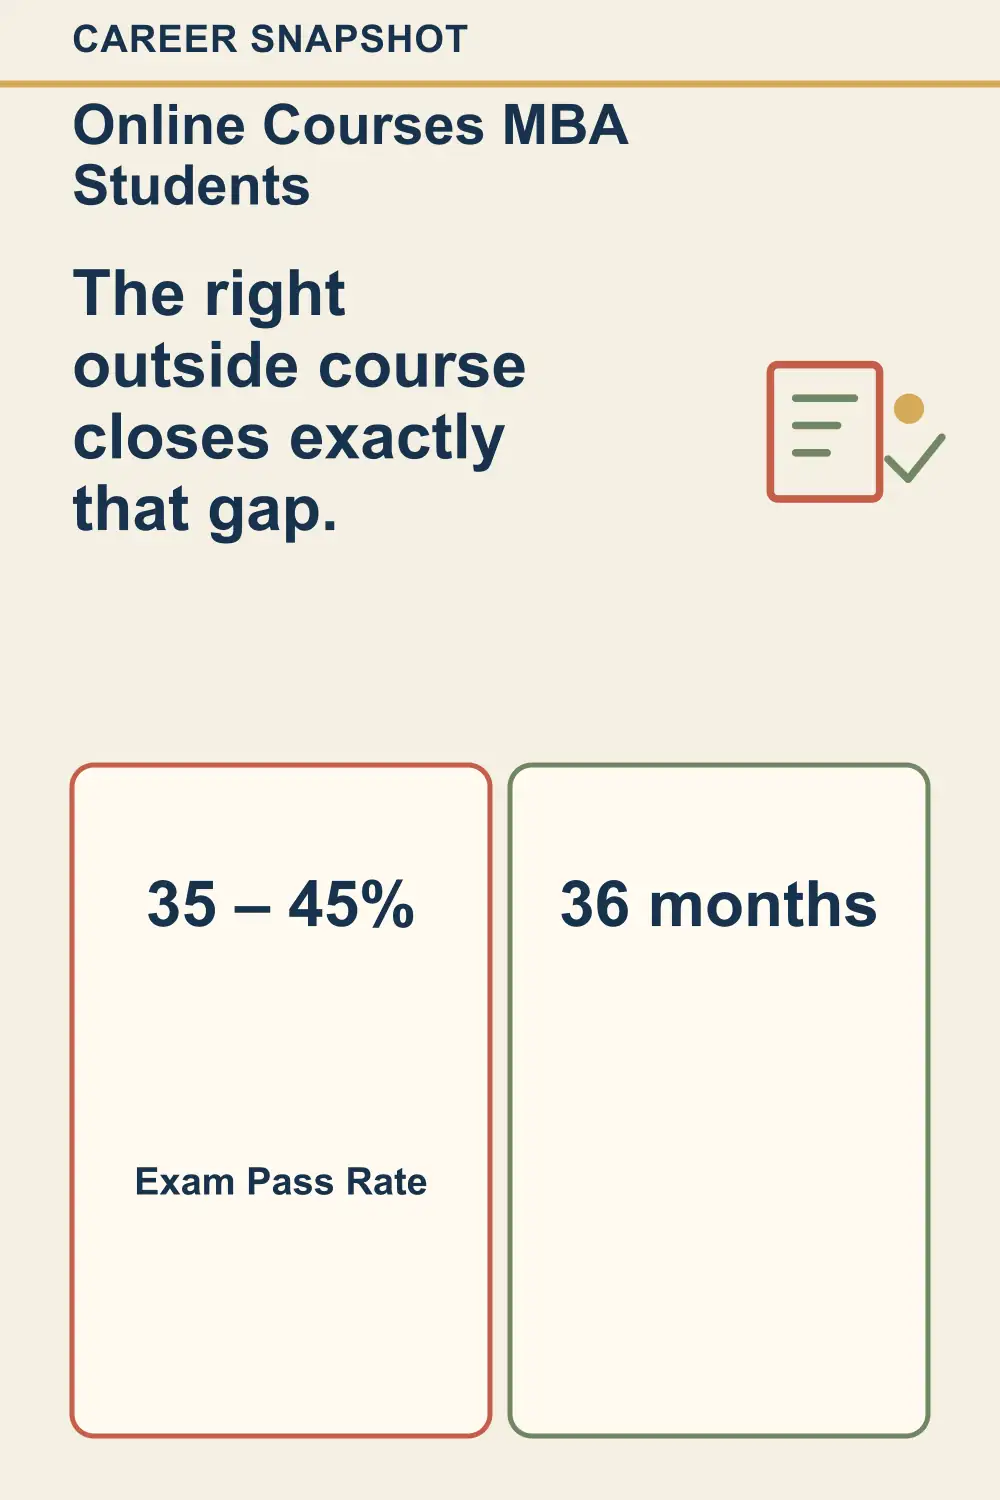 CAREER SNAPSHOT
Online Courses MBA
Students
The right
outside course
closes exactly
that gap.
35 – 45%
36 months
Exam Pass Rate